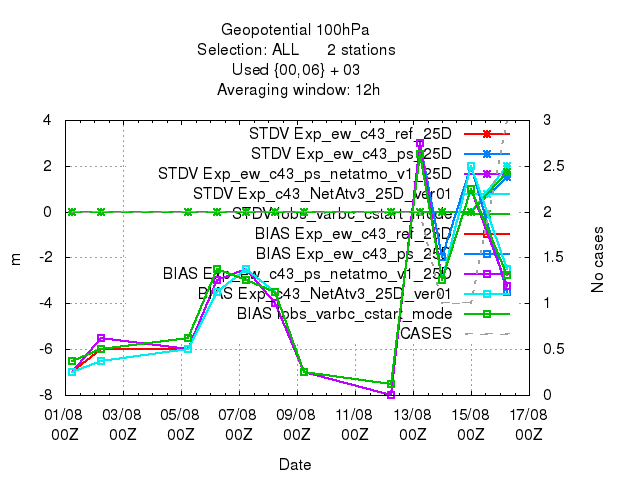 Geopotential 100hPa
Selection: ALL 2 stations
Used {00,06} + 03
Averaging window: 12h
4
2
0
-2
-4
-6
-8
m
3
2.5
2
1.5
1
0.5
0
No cases
STDV Exp_ew_c43_ref_25D
STDV Exp_ew_c43_ps_25D
STDV Exp_ew_c43_ps_netatmo_v1_25D
STDV Exp_c43_NetAtv3_25D_ver01
STDV iobs_varbc_cstart_mode
BIAS Exp_ew_c43_ref_25D
BIAS Exp_ew_c43_ps_25D
BIAS Exp_ew_c43_ps_netatmo_v1_25D
BIAS Exp_c43_NetAtv3_25D_ver01
BIAS iobs_varbc_cstart_mode
CASES
01/08 03/08 05/08 07/08 09/08 11/08 13/08 15/08 17/08
00Z 00Z 00Z 00Z 00Z 00Z 00Z 00Z 00Z
Date